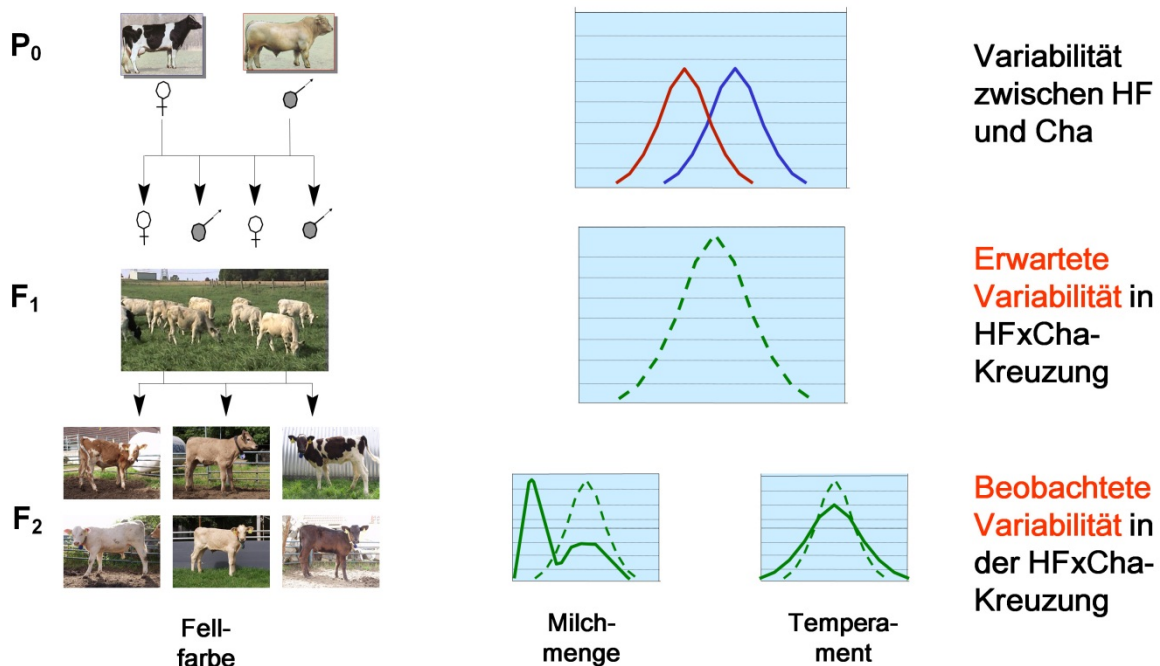 P0
Variabilität
zwischen HF
und Cha
F1
Erwartete
Variabilität in
HFxCha-
Kreuzung
F2
Beobachtete
Variabilität in
der HFxCha-
Kreuzung
Fell-
farbe
Milch-
menge
Tempera-
ment